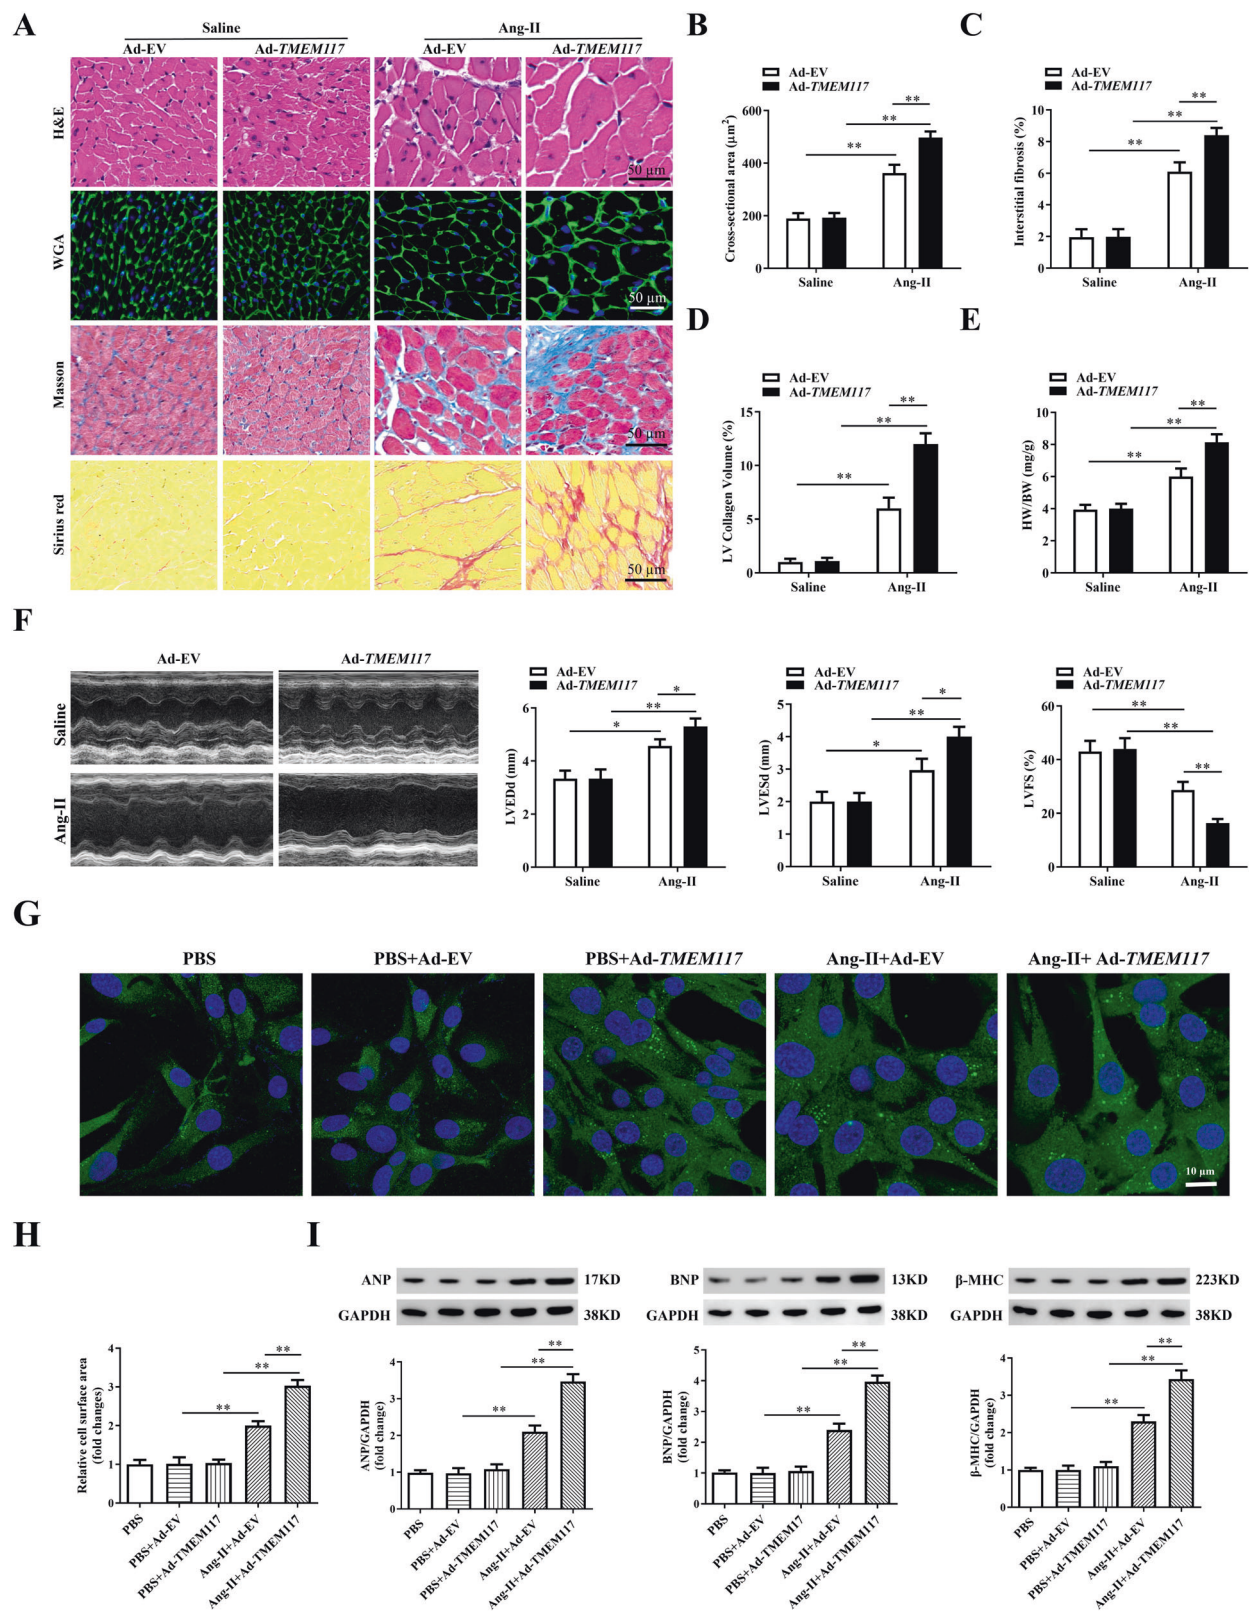 A
Saline
Ang-II
Ad-EV
Ad-TMEM117
Ad-EV
Ad-TMEM117
H&E
50 μm
WGA
50 μm
Masson
50 μm
Sirius red
50 μm
B
Ad-EV
Ad-TMEM117
Cross-sectional area (μm²)
600
400
200
0
**
**
**
Saline
Ang-II
C
Ad-EV
Ad-TMEM117
Interstitial fibrosis (%)
10
8
6
4
2
0
**
**
**
Saline
Ang-II
D
Ad-EV
Ad-TMEM117
LV Collagen Volume (%)
15
10
5
0
**
**
**
Saline
Ang-II
E
Ad-EV
Ad-TMEM117
HW/BW (mg/g)
10
8
6
4
2
0
**
**
**
Saline
Ang-II
F
Ad-EV
Ad-TMEM117
Saline
Ang-II
Ad-EV
Ad-TMEM117
LVEDd (mm)
6
4
2
0
*
**
*
Saline
Ang-II
Ad-EV
Ad-TMEM117
LVESd (mm)
5
4
3
2
1
0
*
**
*
Saline
Ang-II
Ad-EV
Ad-TMEM117
LVFS (%)
60
40
20
0
**
**
**
Saline
Ang-II
G
PBS
PBS+Ad-EV
PBS+Ad-TMEM117
Ang-II+Ad-EV
Ang-II+ Ad-TMEM117
10 μm
H
Relative cell surface area
(fold changes)
4
3
2
1
0
**
**
**
PBS
PBS+Ad-EV
PBS+Ad-TMEM117
Ang-II+Ad-EV
Ang-II+Ad-TMEM117
I
ANP
17KD
GAPDH
38KD
ANP/GAPDH
(fold change)
4
3
2
1
0
**
**
**
PBS
PBS+Ad-EV
PBS+Ad-TMEM117
Ang-II+Ad-EV
Ang-II+Ad-TMEM117
BNP
13KD
GAPDH
38KD
BNP/GAPDH
(fold change)
5
4
3
2
1
0
**
**
**
PBS
PBS+Ad-EV
PBS+Ad-TMEM117
Ang-II+Ad-EV
Ang-II+Ad-TMEM117
β-MHC
223KD
GAPDH
38KD
β-MHC/GAPDH
(fold change)
4
3
2
1
0
**
**
**
PBS
PBS+Ad-EV
PBS+Ad-TMEM117
Ang-II+Ad-EV
Ang-II+Ad-TMEM117